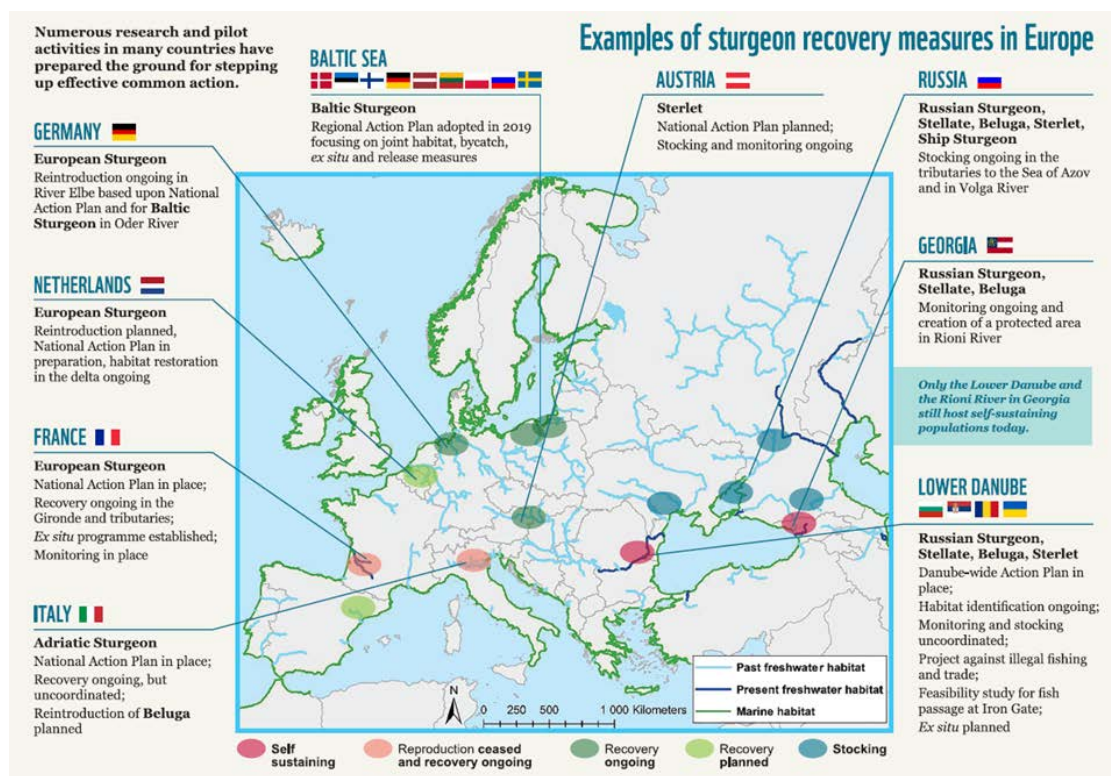 Numerous research and pilot
activities in many countries have
prepared the ground for stepping
up effective common action.
Examples of sturgeon recovery measures in Europe
BALTIC SEA
Baltic Sturgeon
Regional Action Plan adopted in 2019
focusing on joint habitat, bycatch,
ex situ and release measures
AUSTRIA
Sterlet
National Action Plan planned;
Stocking and monitoring ongoing
RUSSIA
Russian Sturgeon,
Stellate, Beluga, Sterlet,
Ship Sturgeon
Stocking ongoing in the
tributaries to the Sea of Azov
and in Volga River
GERMANY
European Sturgeon
Reintroduction ongoing in
River Elbe based upon National
Action Plan and for Baltic
Sturgeon in Oder River
GEORGIA
Russian Sturgeon,
Stellate, Beluga
Monitoring ongoing and
creation of a protected area
in Rioni River
NETHERLANDS
European Sturgeon
Reintroduction planned,
National Action Plan in
preparation, habitat restoration
in the delta ongoing
Only the Lower Danube and
the Rioni River in Georgia
still host self-sustaining
populations today.
FRANCE
European Sturgeon
National Action Plan in place;
Recovery ongoing in the
Gironde and tributaries;
Ex situ programme established;
Monitoring in place
LOWER DANUBE
Russian Sturgeon,
Stellate, Beluga, Sterlet
Danube-wide Action Plan in
place;
Habitat identification ongoing;
Monitoring and stocking
uncoordinated;
Project against illegal fishing
and trade;
Feasibility study for fish
passage at Iron Gate;
Ex situ planned
ITALY
Adriatic Sturgeon
National Action Plan in place;
Recovery ongoing, but
uncoordinated;
Reintroduction of Beluga
planned
Past freshwater habitat
Present freshwater habitat
Marine habitat
N
0 250 500 1 000 Kilometers
Self
sustaining
Reproduction ceased
and recovery ongoing
Recovery
ongoing
Recovery
planned
Stocking